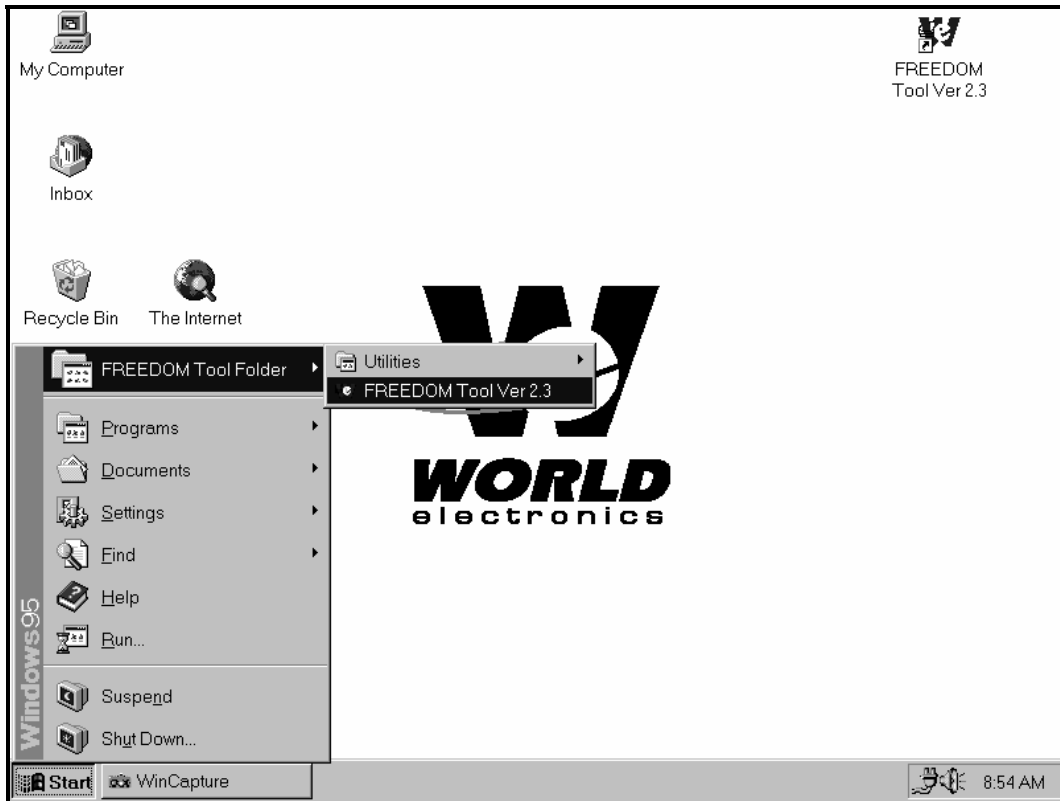 My Computer
FREEDOM
Tool Ver 2.3
Inbox
Recycle Bin
The Internet
FREEDOM Tool Folder
Utilities
FREEDOM Tool Ver 2.3
Programs
Documents
Settings
Find
Help
Run...
Suspend
Shut Down...
Windows95
WORLD
electronics
Start
WinCapture
8:54 AM